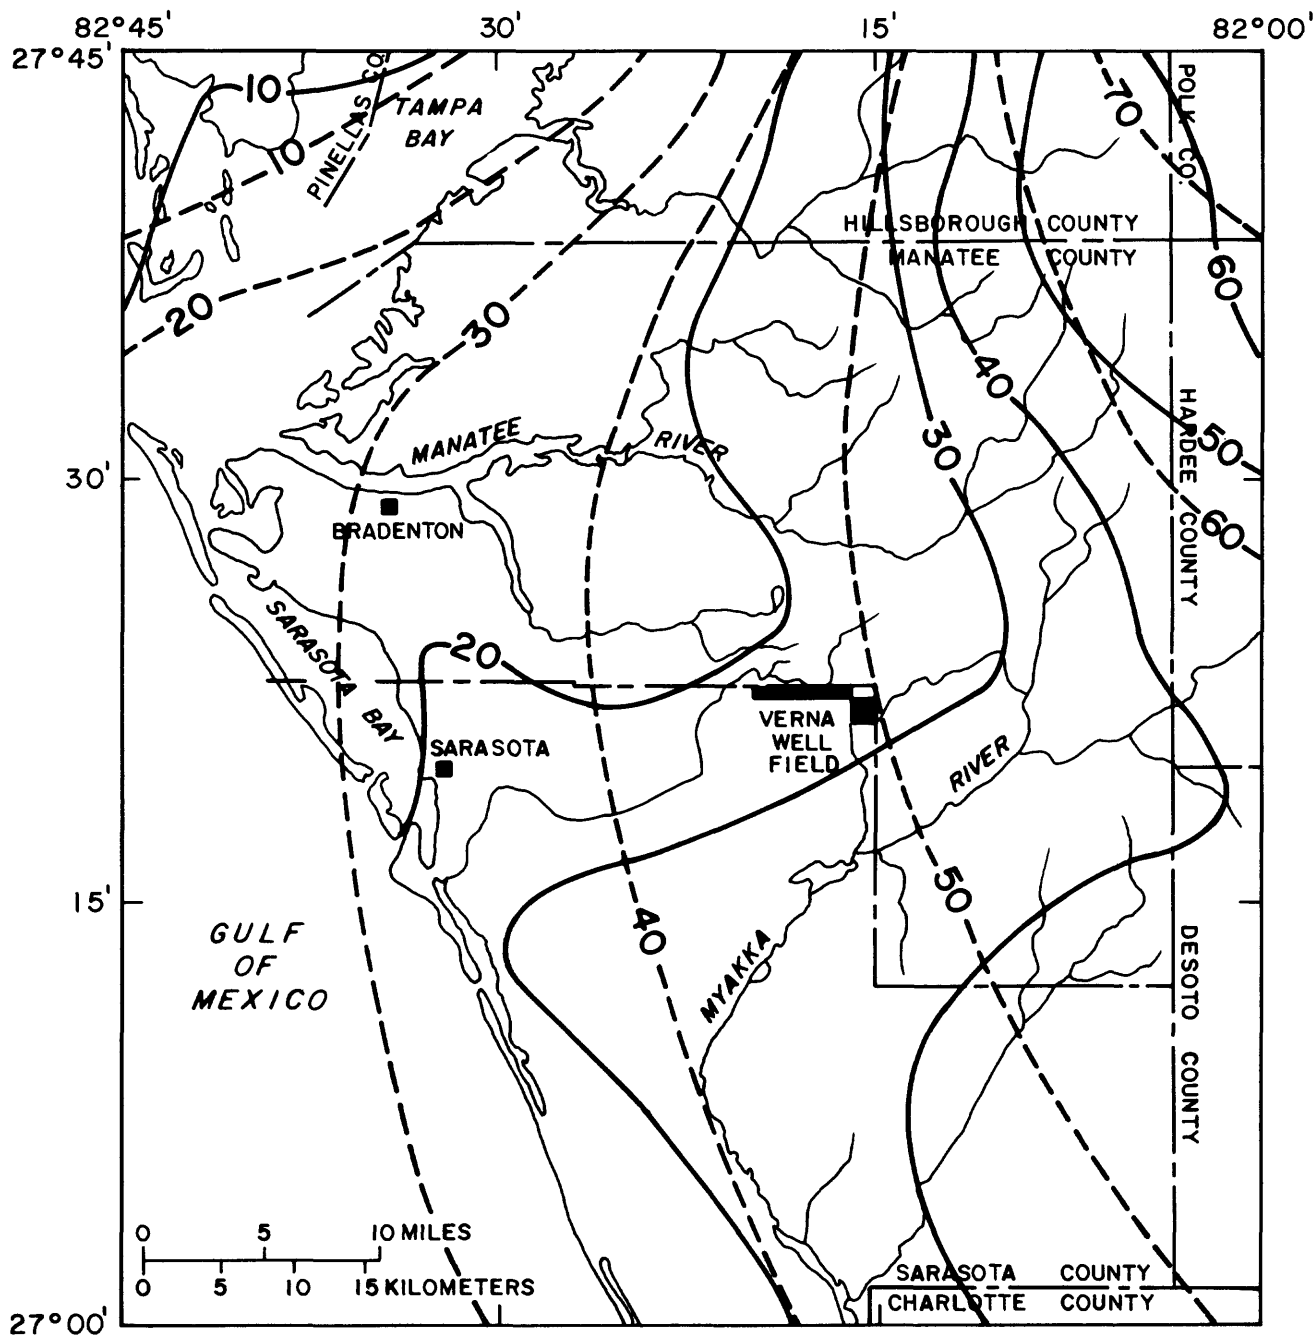 82°45' 30' 15' 82°00'
27°45'
10
PINELLAS CO.
TAMPA
BAY
10
70
POLK CO.
HILLSBOROUGH COUNTY
MANATEE COUNTY
60
20
30
40
HARDEE COUNTY
50
30
MANATEE RIVER
30'
60
BRADENTON
SARASOTA BAY
20
VERNA
WELL
FIELD
SARASOTA
RIVER
50
15'
40
GULF
OF
MEXICO
MYAKKA
DESOTO COUNTY
0 5 10 MILES
0 5 10 15 KILOMETERS
SARASOTA COUNTY
CHARLOTTE COUNTY
27°00'